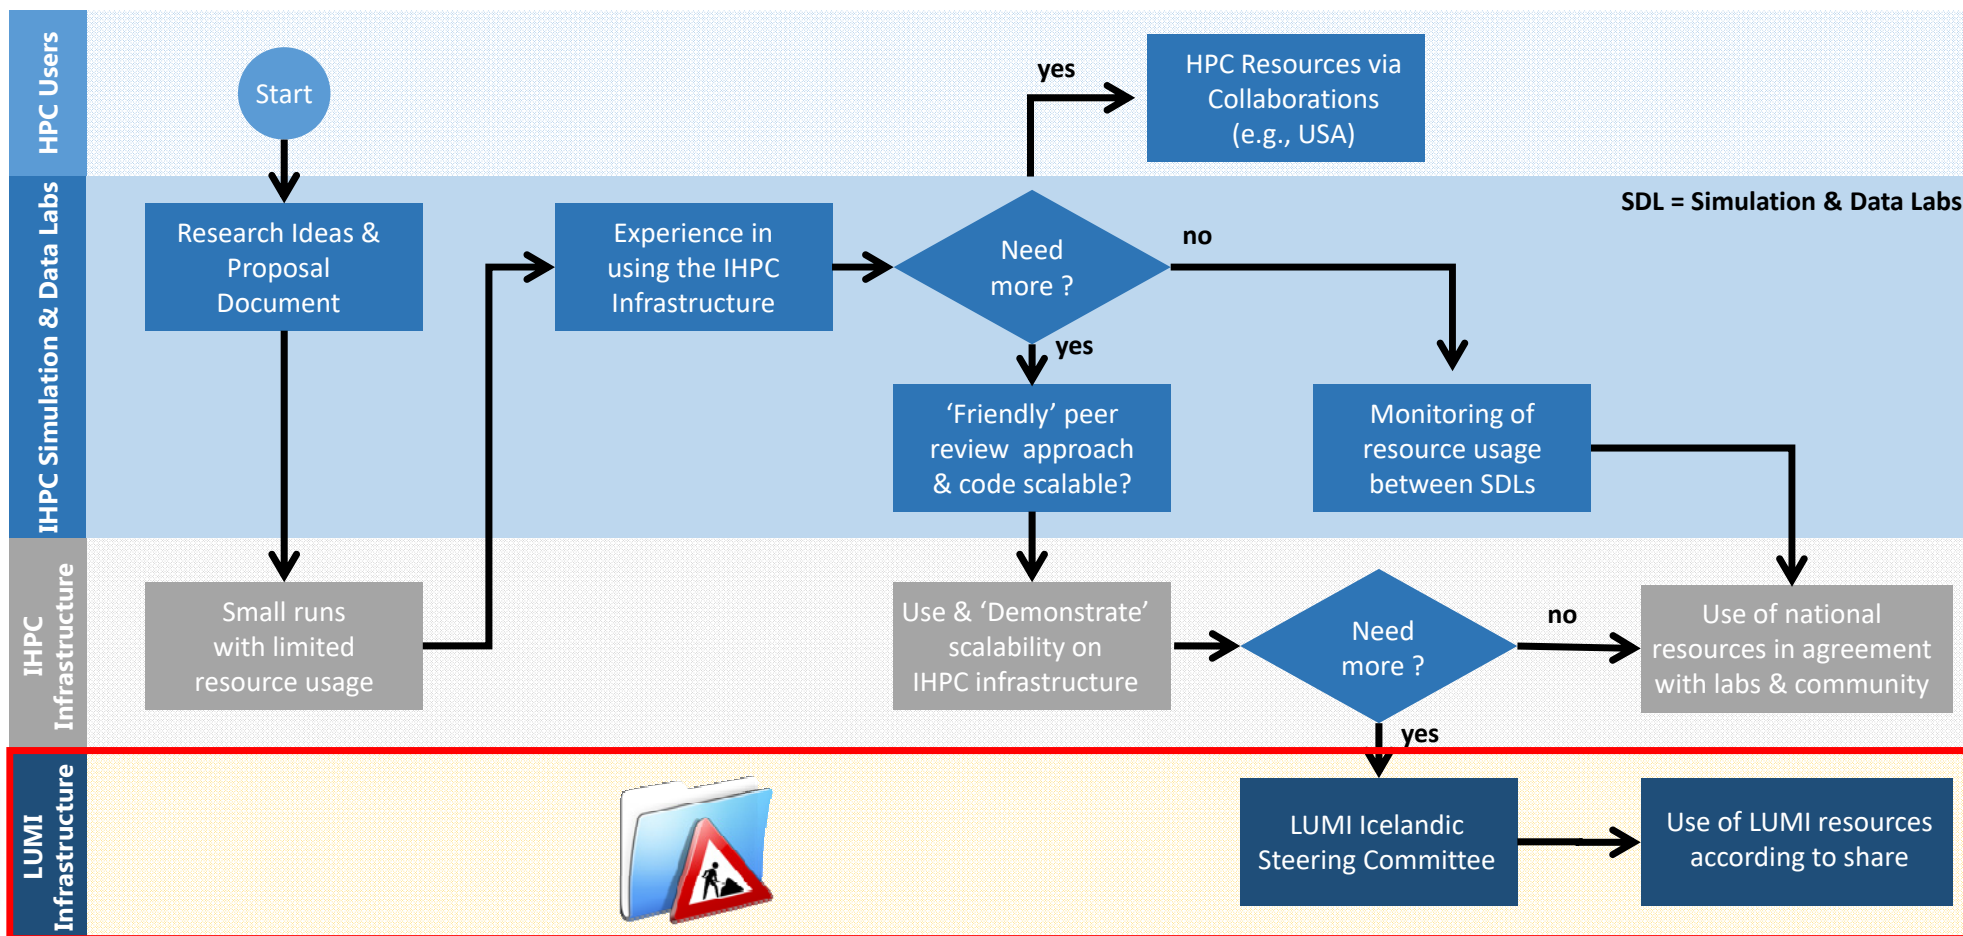 HPC Users
Start
yes
HPC Resources via
Collaborations
(e.g., USA)
IHPC Simulation & Data Labs
SDL = Simulation & Data Labs
Research Ideas &
Proposal
Document
Experience in
using the IHPC
Infrastructure
Need
more ?
no
yes
‘Friendly’ peer
review approach
& code scalable?
Monitoring of
resource usage
between SDLs
IHPC
Infrastructure
Small runs
with limited
resource usage
Use & ‘Demonstrate’
scalability on
IHPC infrastructure
Need
more ?
no
Use of national
resources in agreement
with labs & community
yes
LUMI
Infrastructure
LUMI Icelandic
Steering Committee
Use of LUMI resources
according to share